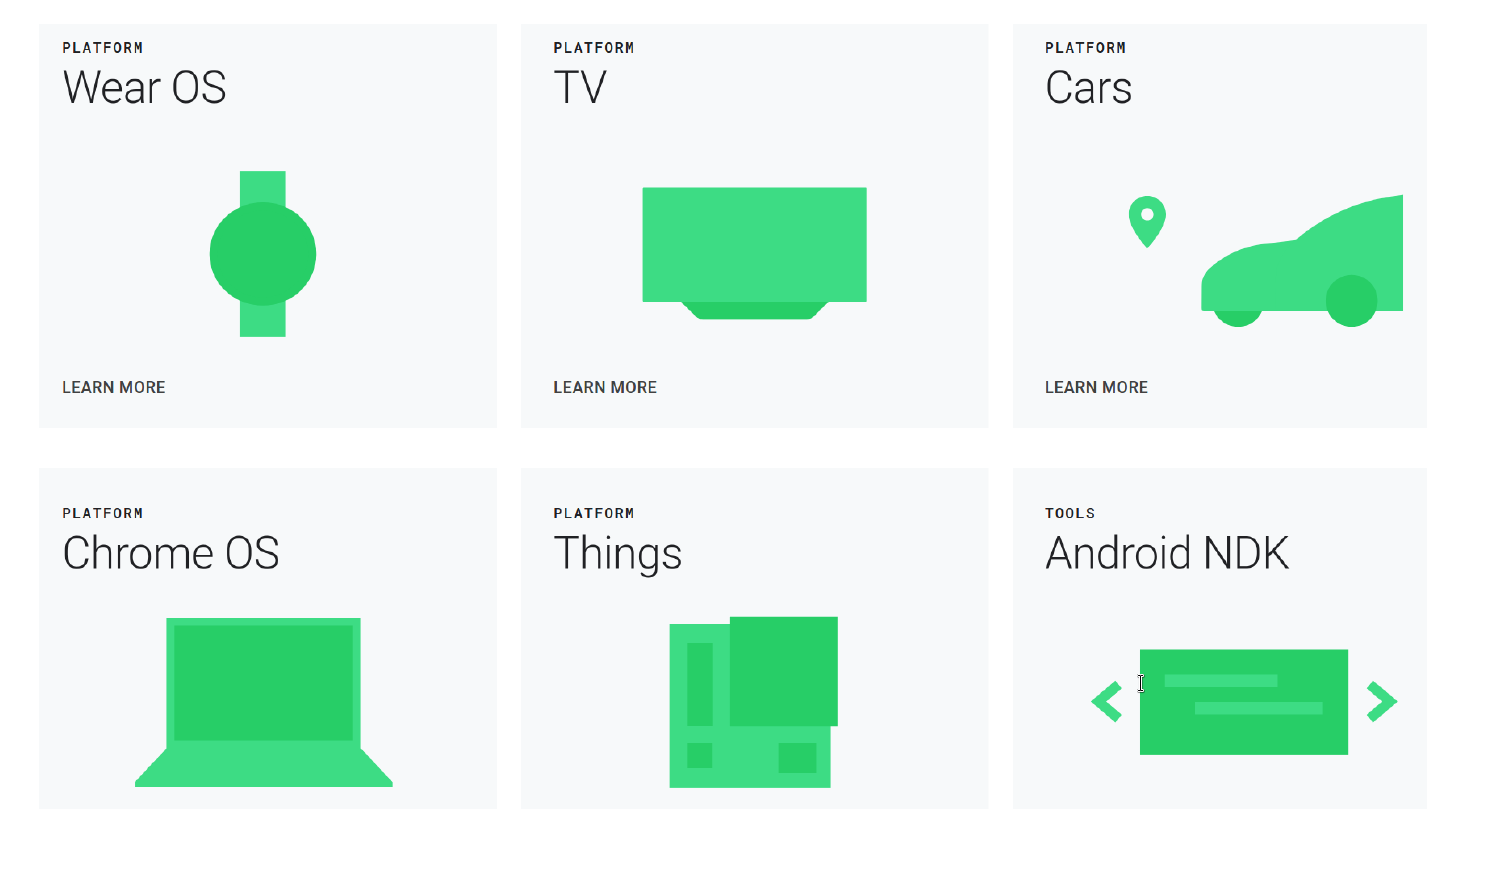 PLATFORM
Wear OS
LEARN MORE
PLATFORM
TV
LEARN MORE
PLATFORM
Cars
LEARN MORE
PLATFORM
Chrome OS
PLATFORM
Things
TOOLS
Android NDK